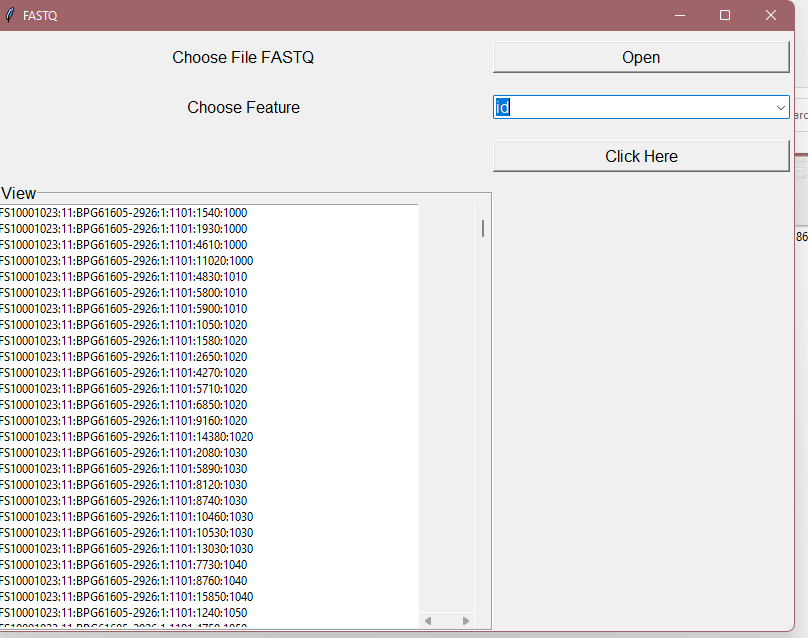 FASTQ
Choose File FASTQ
Open
Choose Feature
id
Click Here
View
FS10001023:11:BPG61605-2926:1:1101:1540:1000
FS10001023:11:BPG61605-2926:1:1101:1930:1000
FS10001023:11:BPG61605-2926:1:1101:4610:1000
FS10001023:11:BPG61605-2926:1:1101:11020:1000
FS10001023:11:BPG61605-2926:1:1101:4830:1010
FS10001023:11:BPG61605-2926:1:1101:5800:1010
FS10001023:11:BPG61605-2926:1:1101:5900:1010
FS10001023:11:BPG61605-2926:1:1101:1050:1020
FS10001023:11:BPG61605-2926:1:1101:1580:1020
FS10001023:11:BPG61605-2926:1:1101:2650:1020
FS10001023:11:BPG61605-2926:1:1101:4270:1020
FS10001023:11:BPG61605-2926:1:1101:5710:1020
FS10001023:11:BPG61605-2926:1:1101:6850:1020
FS10001023:11:BPG61605-2926:1:1101:9160:1020
FS10001023:11:BPG61605-2926:1:1101:14380:1020
FS10001023:11:BPG61605-2926:1:1101:2080:1030
FS10001023:11:BPG61605-2926:1:1101:5890:1030
FS10001023:11:BPG61605-2926:1:1101:8120:1030
FS10001023:11:BPG61605-2926:1:1101:8740:1030
FS10001023:11:BPG61605-2926:1:1101:10460:1030
FS10001023:11:BPG61605-2926:1:1101:10530:1030
FS10001023:11:BPG61605-2926:1:1101:13030:1030
FS10001023:11:BPG61605-2926:1:1101:7730:1040
FS10001023:11:BPG61605-2926:1:1101:8760:1040
FS10001023:11:BPG61605-2926:1:1101:15850:1040
FS10001023:11:BPG61605-2926:1:1101:1240:1050
86